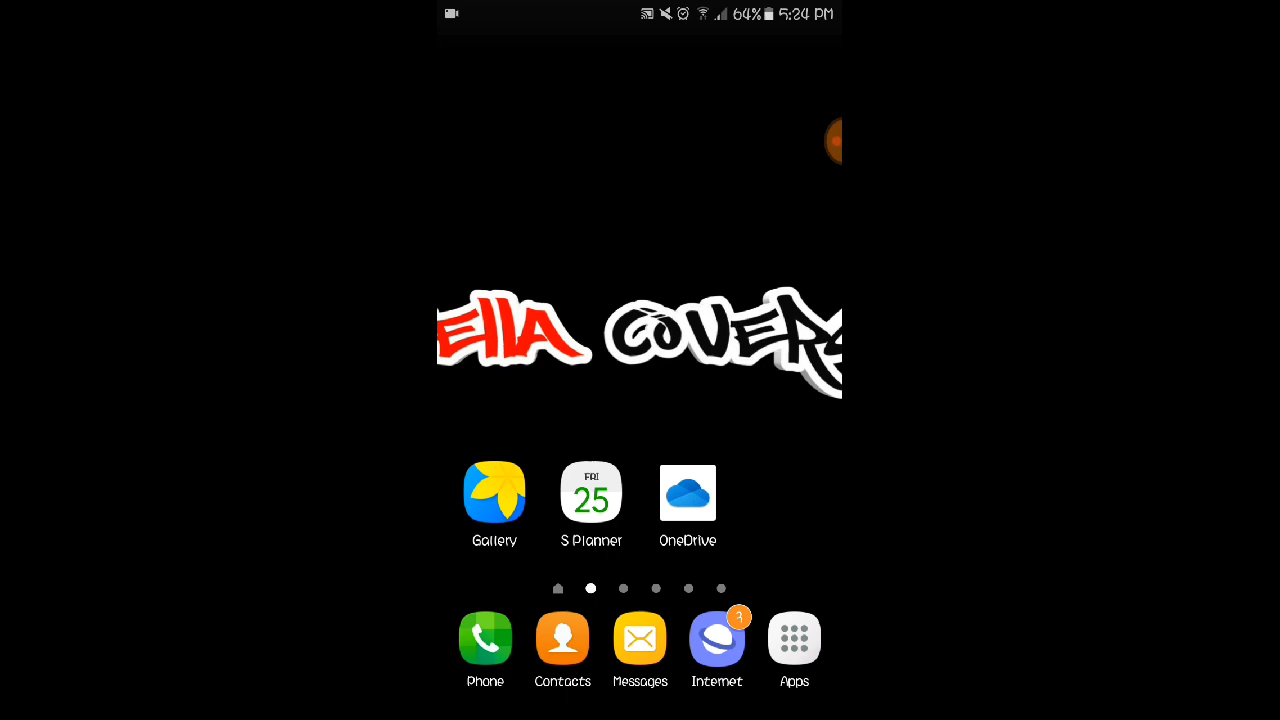 64% 5:24 PM
ELLA COVERS
FRI
25
Gallery S Planner OneDrive
3
Phone Contacts Messages Internet Apps